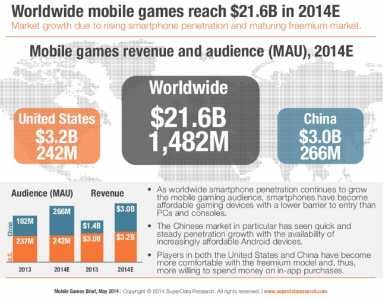 Worldwide mobile games reach $21.6B in 2014E
Market growth due to rising smartphone penetration and maturing freemium market.
Mobile games revenue and audience (MAU), 2014E
Worldwide
$21.6B
1,482M
United States
$3.2B
242M
China
$3.0B
266M
Audience (MAU) Revenue
China
U.S.
182M
237M
266M
242M
$1.4B
$3.0B
$3.0B
$3.2B
2013 2014E 2013 2014E
• As worldwide smartphone penetration continues to grow
the mobile gaming audience, smartphones have become
affordable gaming devices with a lower barrier to entry than
PCs and consoles.
• The Chinese market in particular has seen quick and
steady penetration growth with the availability of
increasingly affordable Android devices.
• Players in both the United States and China have become
more comfortable with the freemium model and, thus,
more willing to spend money on in-app purchases.
Mobile Games Brief, May 2014 | Copyright © 2014 SuperData Research. All rights reserved. | www.superdataresearch.com